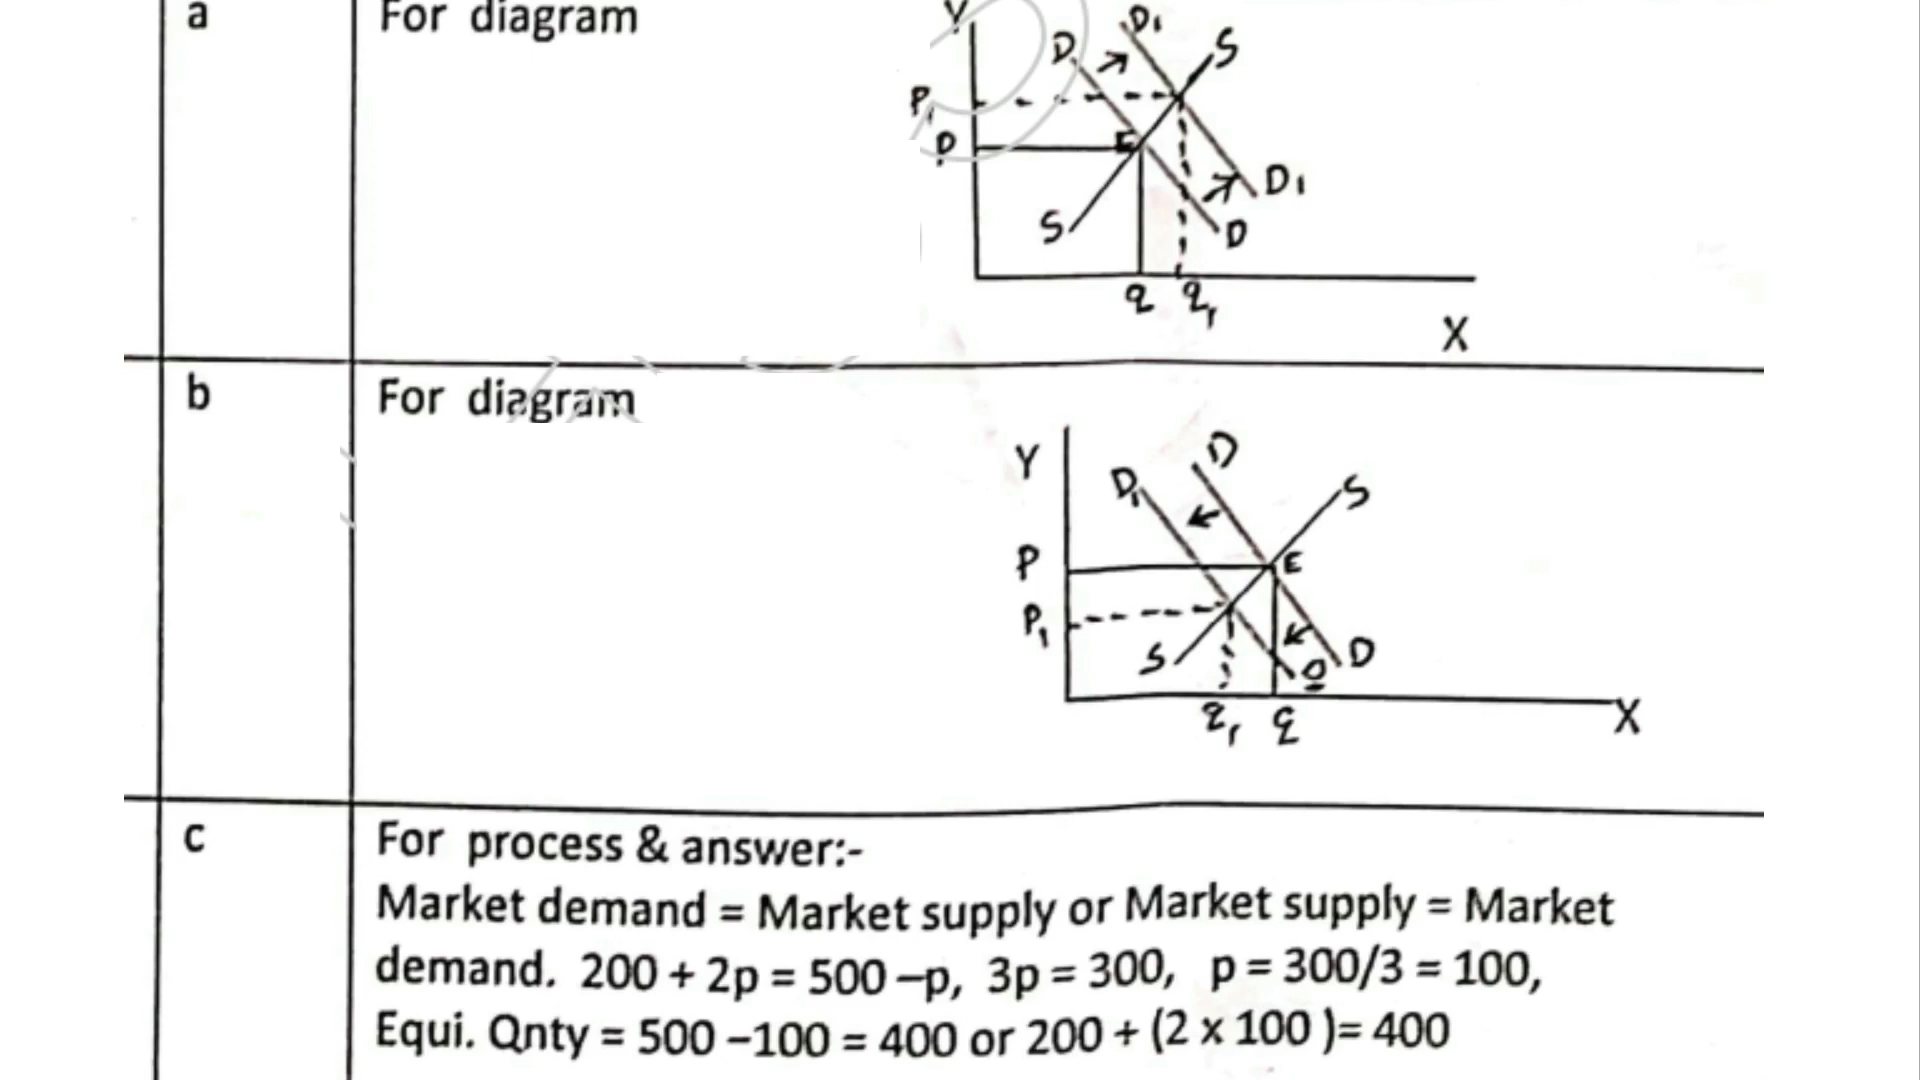 a
For diagram
Y
D
D₁
S
P₁
P
E
D₁
S
D
q
q₁
X
b
For diagram
Y
D₁
D
S
P
E
P₁
S
D
q₁
q
X
c
For process & answer:-
Market demand = Market supply or Market supply = Market
demand. 200 + 2p = 500 –p, 3p = 300, p = 300/3 = 100,
Equi. Qnty = 500 –100 = 400 or 200 + (2 x 100 )= 400